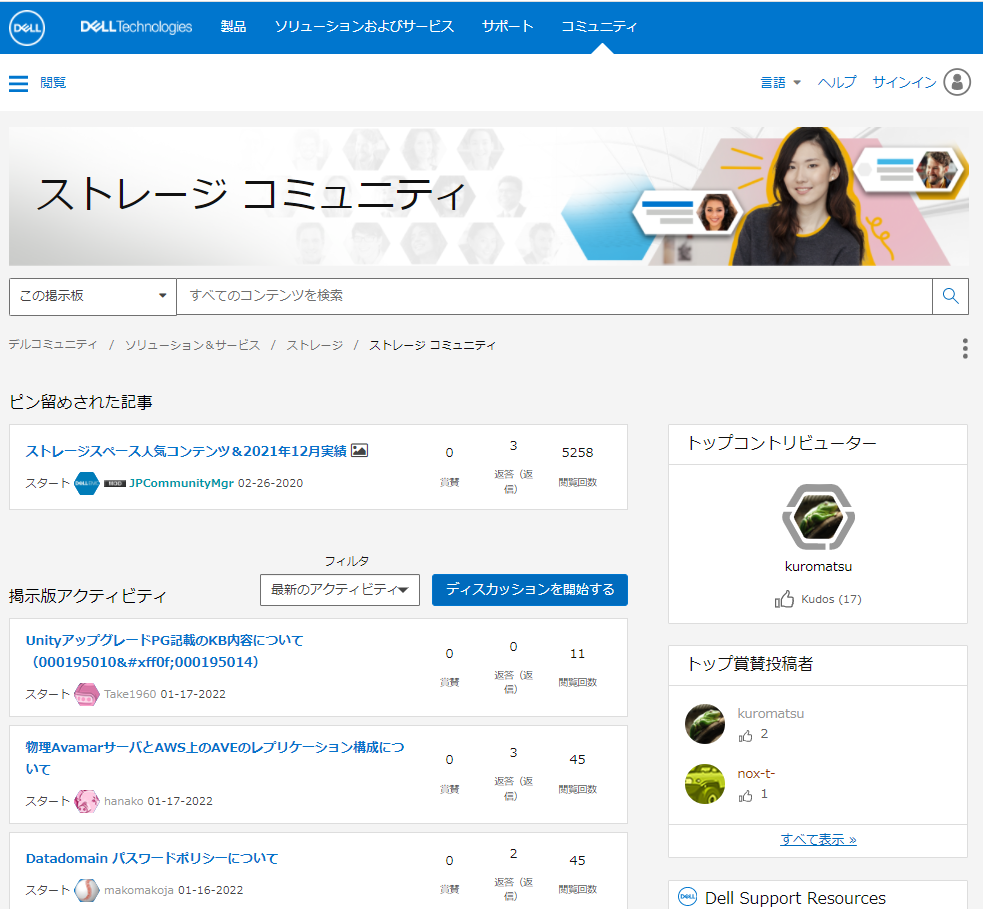 DELL DELLTechnologies 製品 ソリューションおよびサービス サポート コミュニティ
閲覧 言語 ヘルプ サインイン
ストレージ コミュニティ
この掲示板 すべてのコンテンツを検索
デルコミュニティ / ソリューション&サービス / ストレージ / ストレージ コミュニティ
ピン留めされた記事
ストレージスペース人気コンテンツ&2021年12月実績
スタート JPCommunityMgr 02-26-2020
0
賞賛
3
返答（返
信）
5258
閲覧回数
トップコントリビューター
kuromatsu
Kudos (17)
フィルタ
掲示版アクティビティ 最新のアクティビティ ディスカッションを開始する
UnityアップグレードPG記載のKB内容について
（000195010&#xff0f;000195014）
スタート Take1960 01-17-2022
0
賞賛
0
返答（返
信）
11
閲覧回数
物理AvamarサーバとAWS上のAVEのレプリケーション構成につ
いて
スタート hanako 01-17-2022
0
賞賛
3
返答（返
信）
45
閲覧回数
Datadomain パスワードポリシーについて
スタート makomakoja 01-16-2022
0
賞賛
2
返答（返
信）
45
閲覧回数
トップ賞賛投稿者
kuromatsu
2
nox-t-
1
すべて表示 »
DELL Dell Support Resources